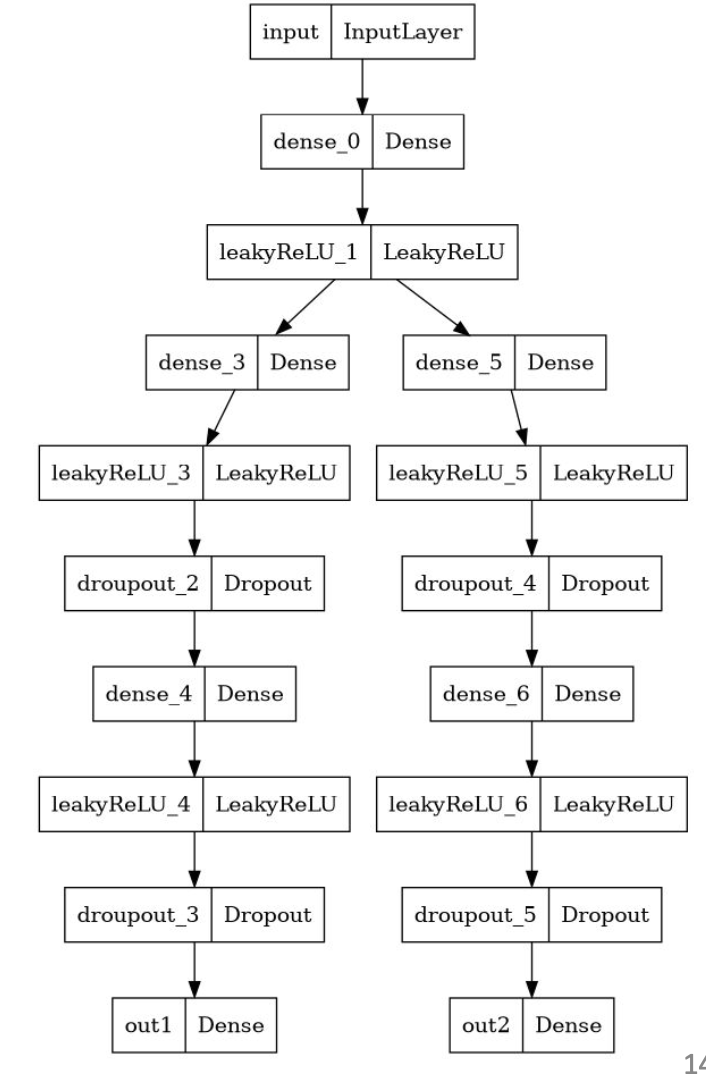 input InputLayer
dense_0 Dense
leakyReLU_1 LeakyReLU
dense_3 Dense
dense_5 Dense
leakyReLU_3 LeakyReLU
leakyReLU_5 LeakyReLU
droupout_2 Dropout
droupout_4 Dropout
dense_4 Dense
dense_6 Dense
leakyReLU_4 LeakyReLU
leakyReLU_6 LeakyReLU
droupout_3 Dropout
droupout_5 Dropout
out1 Dense
out2 Dense
14